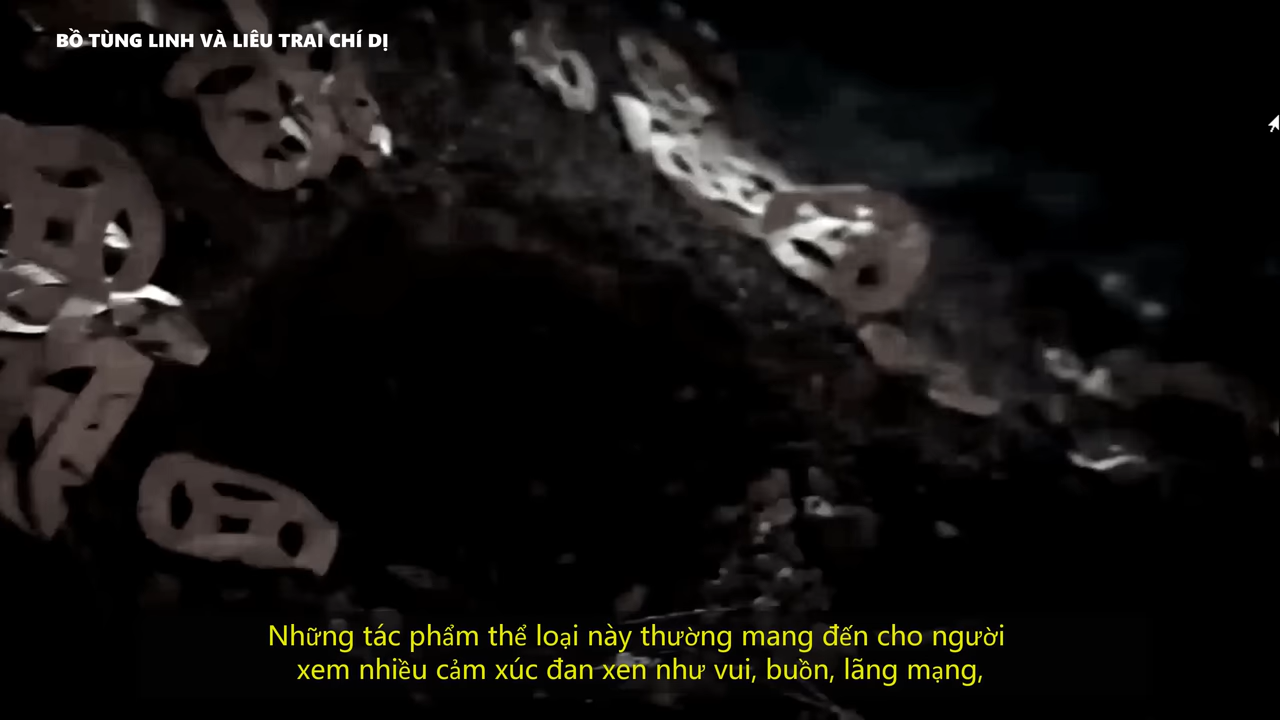 BỒ TÙNG LINH VÀ LIÊU TRAI CHÍ DỊ
Những tác phẩm thể loại này thường mang đến cho người
xem nhiều cảm xúc đan xen như vui, buồn, lãng mạng,